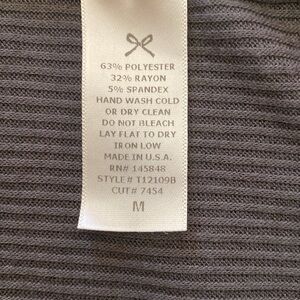 63% POLYESTER
32% RAYON
5% SPANDEX
HAND WASH COLD
OR DRY CLEAN
DO NOT BLEACH
LAY FLAT TO DRY
IRON LOW
MADE IN U.S.A.
RN# 145848
STYLE# T12109B
CUT# 7454
M